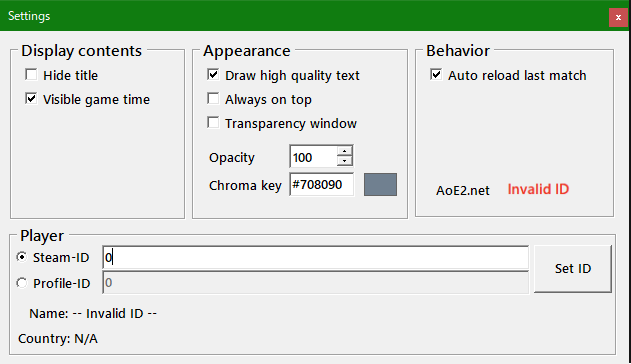 Settings
x
Display contents
Hide title
Visible game time
Appearance
Draw high quality text
Always on top
Transparency window
Opacity 100
Chroma key #708090
Behavior
Auto reload last match
AoE2.net Invalid ID
Player
Steam-ID 0
Profile-ID 0
Set ID
Name: -- Invalid ID --
Country: N/A